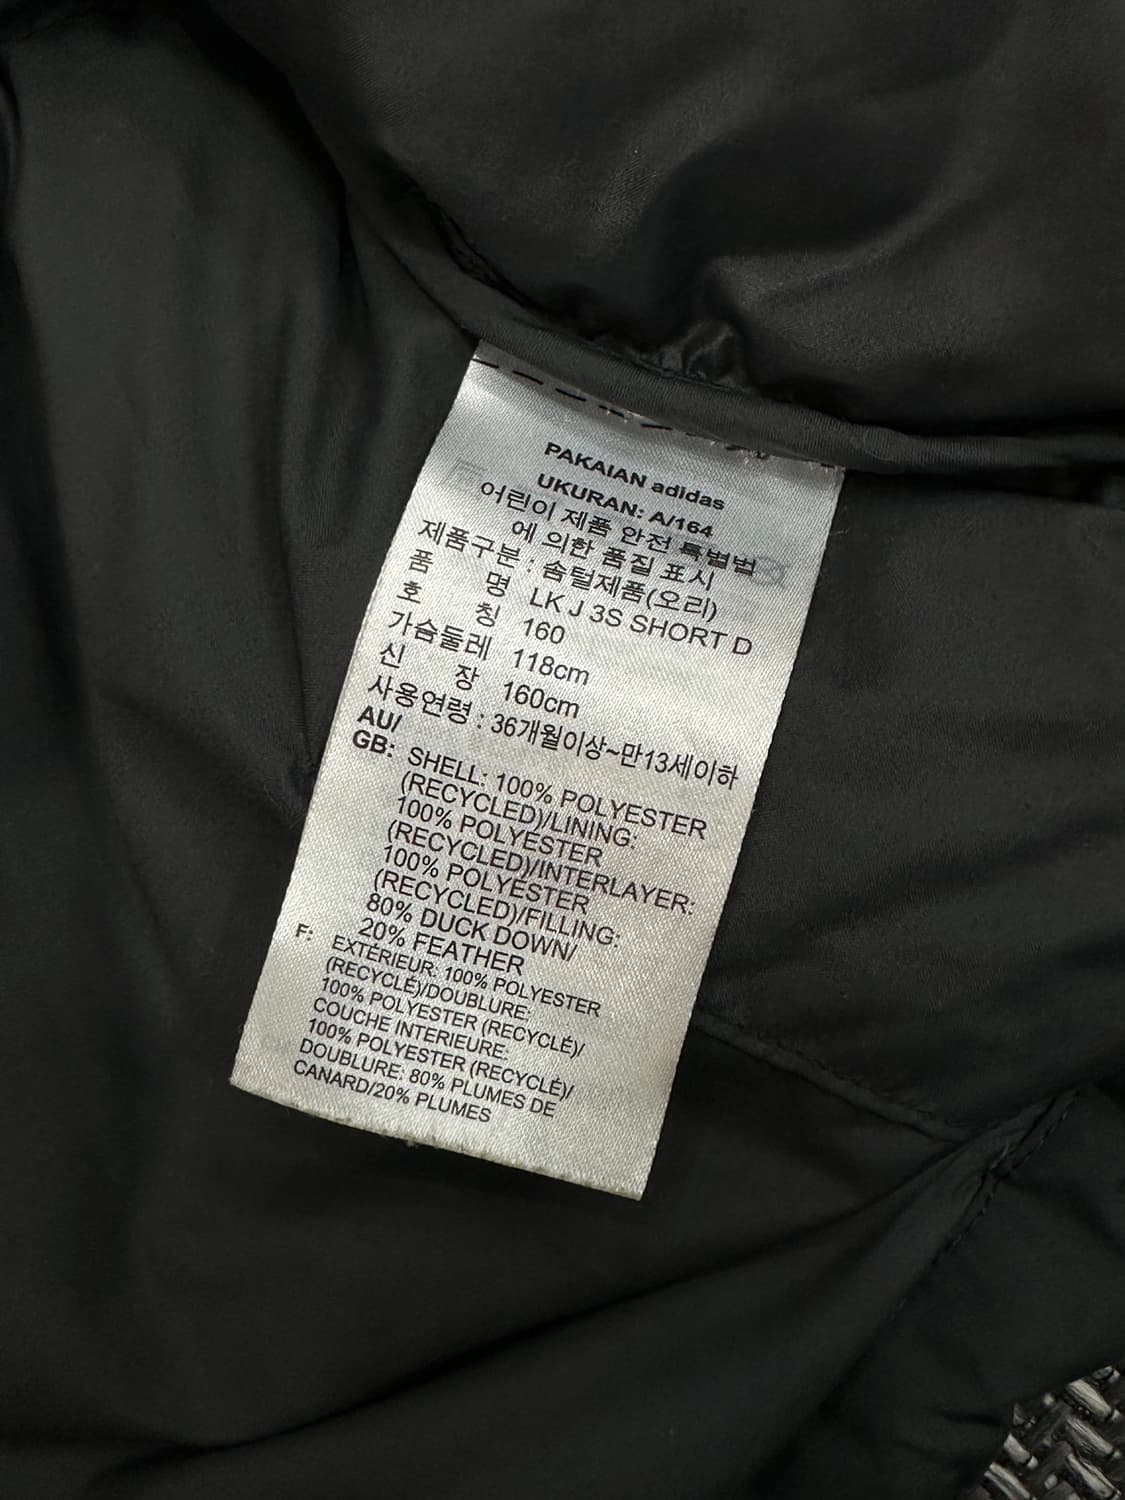 PAKAIAN adidas
UKURAN: A/164
어린이 제품 안전 특별법
에 의한 품질 표시
제품구분 : 솜털제품(오리)
품 명 LK J 3S SHORT D
호 칭 160
가슴둘레 118cm
신 장 160cm
사용연령 : 36개월이상~만13세이하
AU/
GB: SHELL: 100% POLYESTER
(RECYCLED)/LINING:
100% POLYESTER
(RECYCLED)/INTERLAYER:
100% POLYESTER
(RECYCLED)/FILLING:
80% DUCK DOWN/
20% FEATHER
F: EXTÉRIEUR: 100% POLYESTER
(RECYCLÉ)/DOUBLURE:
100% POLYESTER (RECYCLÉ)/
COUCHE INTERIEURE:
100% POLYESTER (RECYCLÉ)/
DOUBLURE: 80% PLUMES DE
CANARD/20% PLUMES